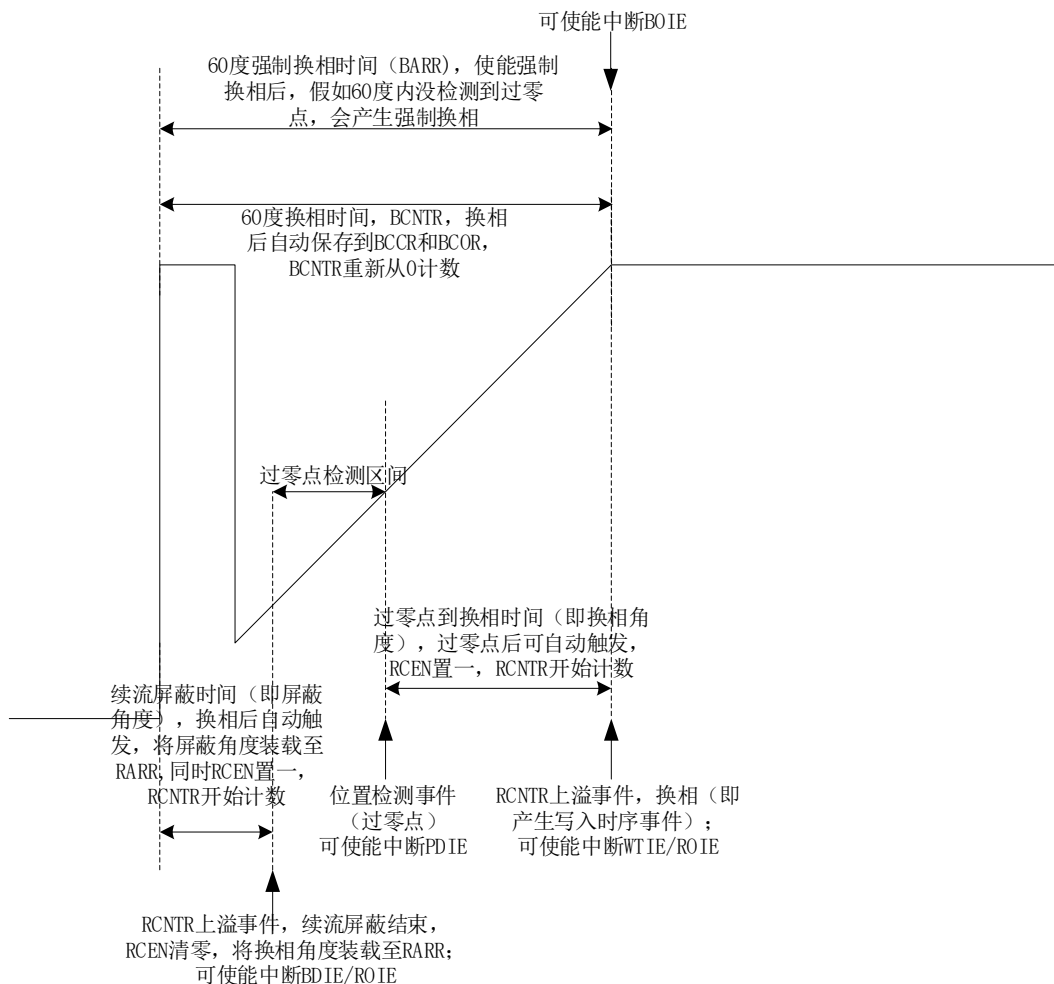 可使能中断BOIE
60度强制换相时间（BARR），使能强制
换相后，假如60度内没检测到过零
点，会产生强制换相
60度换相时间，BCNTR，换相
后自动保存到BCCR和BCOR，
BCNTR重新从0计数
过零点检测区间
过零点到换相时间（即换相角
度），过零点后可自动触发，
RCEN置一，RCNTR开始计数
续流屏蔽时间（即屏蔽
角度），换相后自动触
发，将屏蔽角度装载至
RARR，同时RCEN置一，
RCNTR开始计数
位置检测事件
（过零点）
可使能中断PDIE
RCNTR上溢事件，换相（即
产生写入时序事件）；
可使能中断WTIE/ROIE
RCNTR上溢事件，续流屏蔽结束，
RCEN清零，将换相角度装载至RARR；
可使能中断BDIE/ROIE